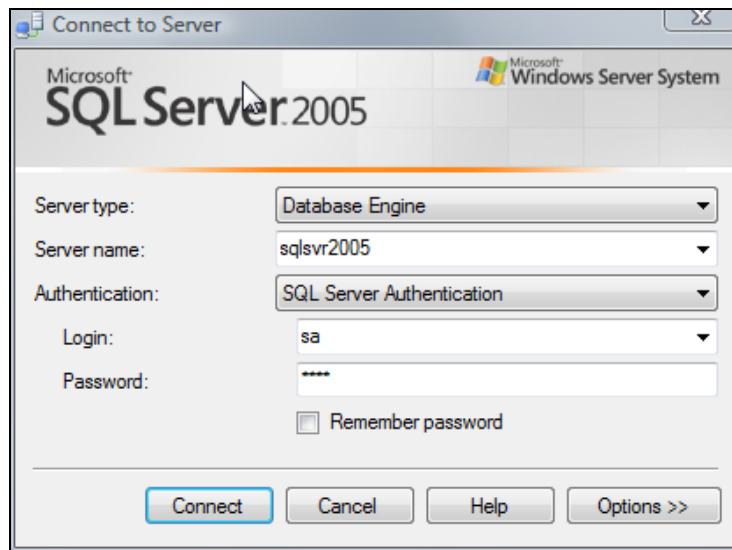 Connect to Server
Microsoft
SQL Server 2005
Microsoft
Windows Server System
Server type: Database Engine
Server name: sqlsvr2005
Authentication: SQL Server Authentication
Login: sa
Password: ****
Remember password
Connect Cancel Help Options >>